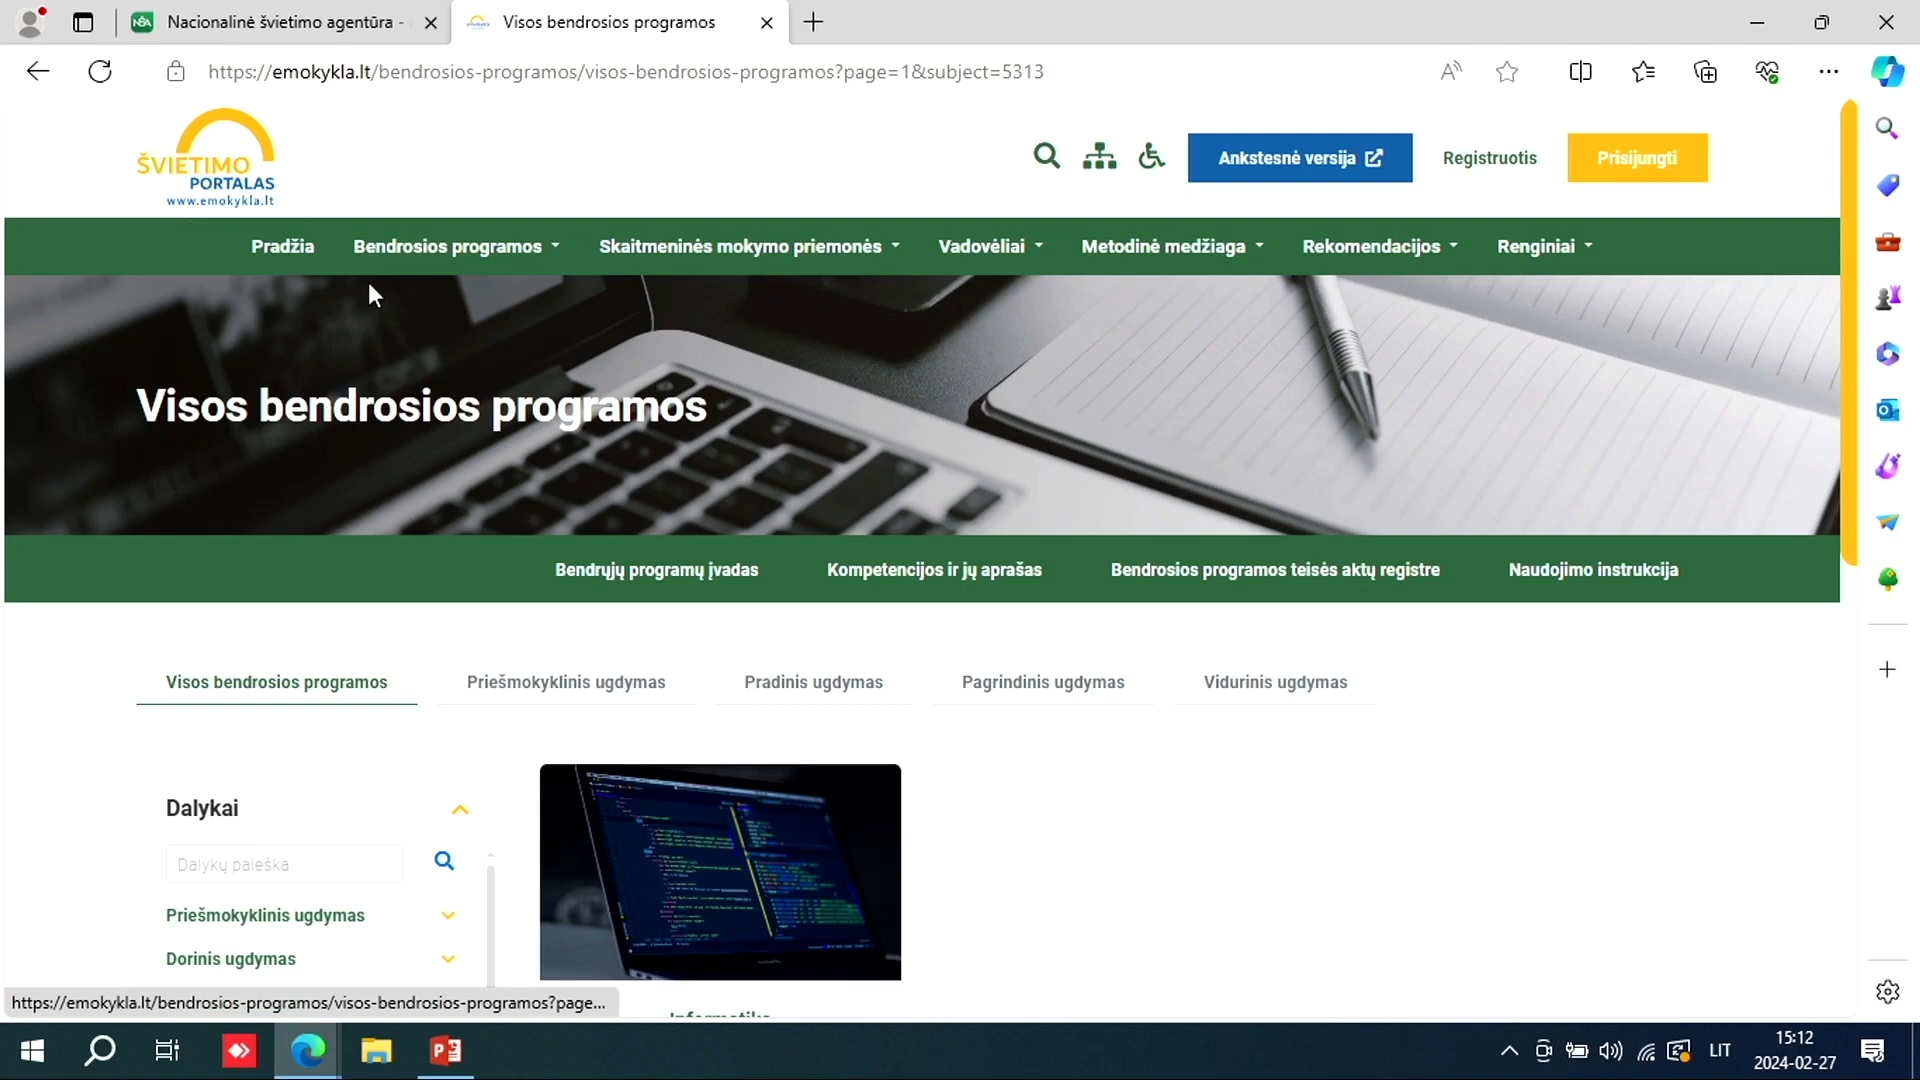 Nacionalinė švietimo agentūra -
Visos bendrosios programos
https://emokykla.lt/bendrosios-programos/visos-bendrosios-programos?page=1&subject=5313
ŠVIETIMO
PORTALAS
www.emokykla.lt
Ankstesnė versija
Registruotis
Prisijungti
Pradžia
Bendrosios programos
Skaitmeninės mokymo priemonės
Vadovėliai
Metodinė medžiaga
Rekomendacijos
Renginiai
Visos bendrosios programos
Bendrųjų programų įvadas
Kompetencijos ir jų aprašas
Bendrosios programos teisės aktų registre
Naudojimo instrukcija
Visos bendrosios programos
Priešmokyklinis ugdymas
Pradinis ugdymas
Pagrindinis ugdymas
Vidurinis ugdymas
Dalykai
Dalykų paieška
Priešmokyklinis ugdymas
Dorinis ugdymas
Informatika
https://emokykla.lt/bendrosios-programos/visos-bendrosios-programos?page...
LIT
15:12
2024-02-27